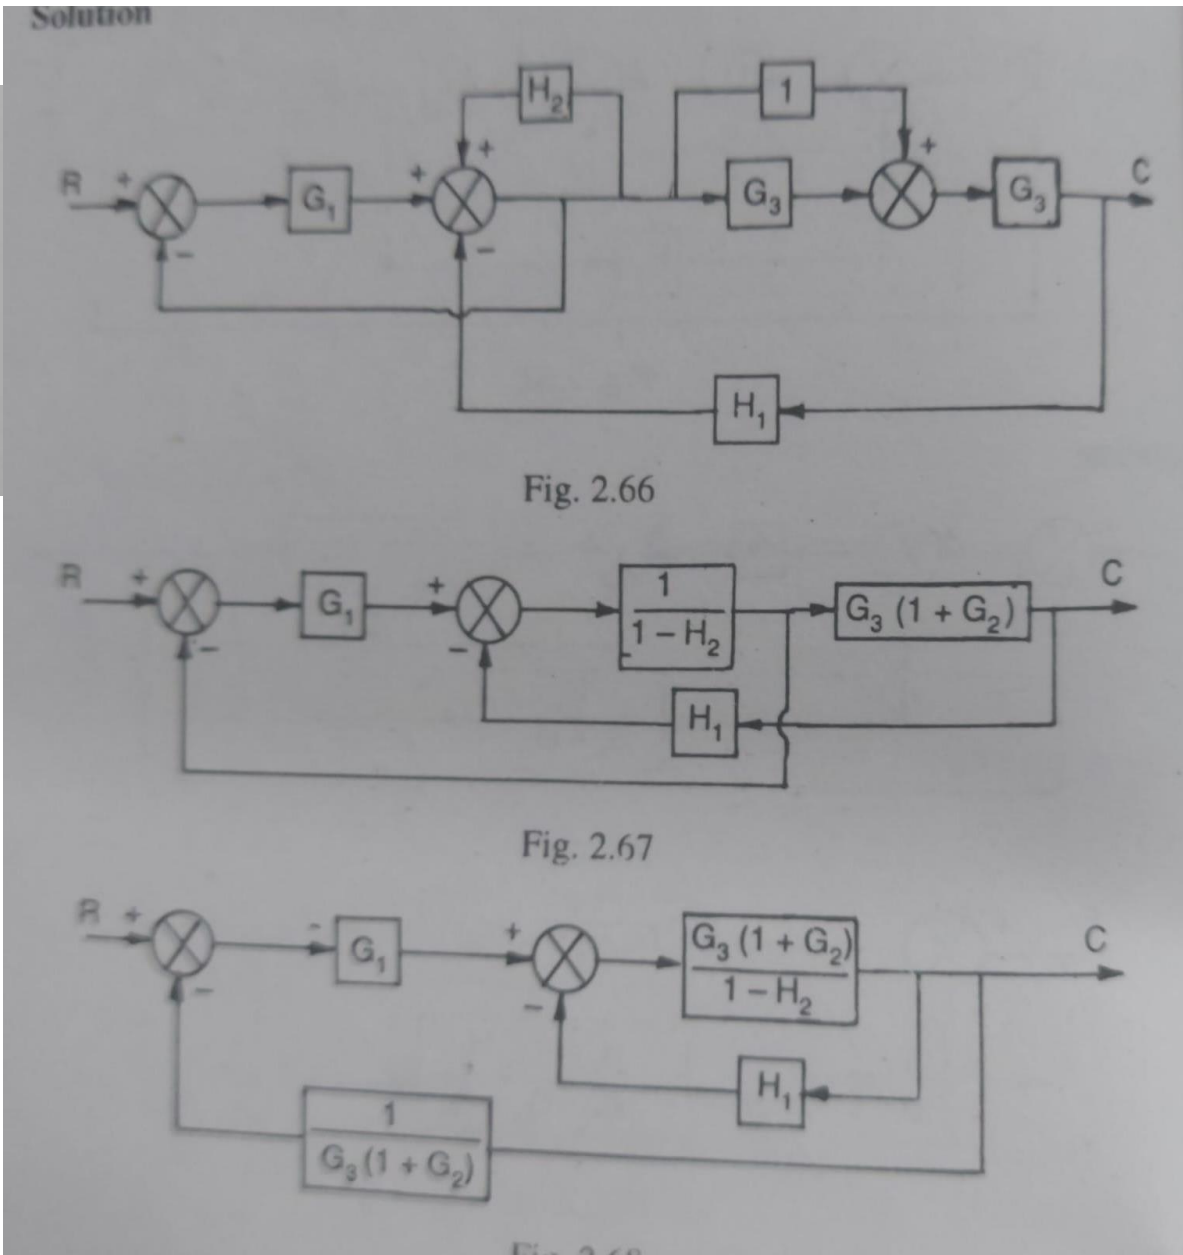 Solution
H₂
1
R + G₁ + + G₃ + G₃ C
- -
H₁
Fig. 2.66
R + G₁ + 1 / 1 - H₂ G₃ (1 + G₂) C
- -
H₁
Fig. 2.67
R + - G₁ + G₃ (1 + G₂) / 1 - H₂ C
- -
H₁
1 / G₃ (1 + G₂)